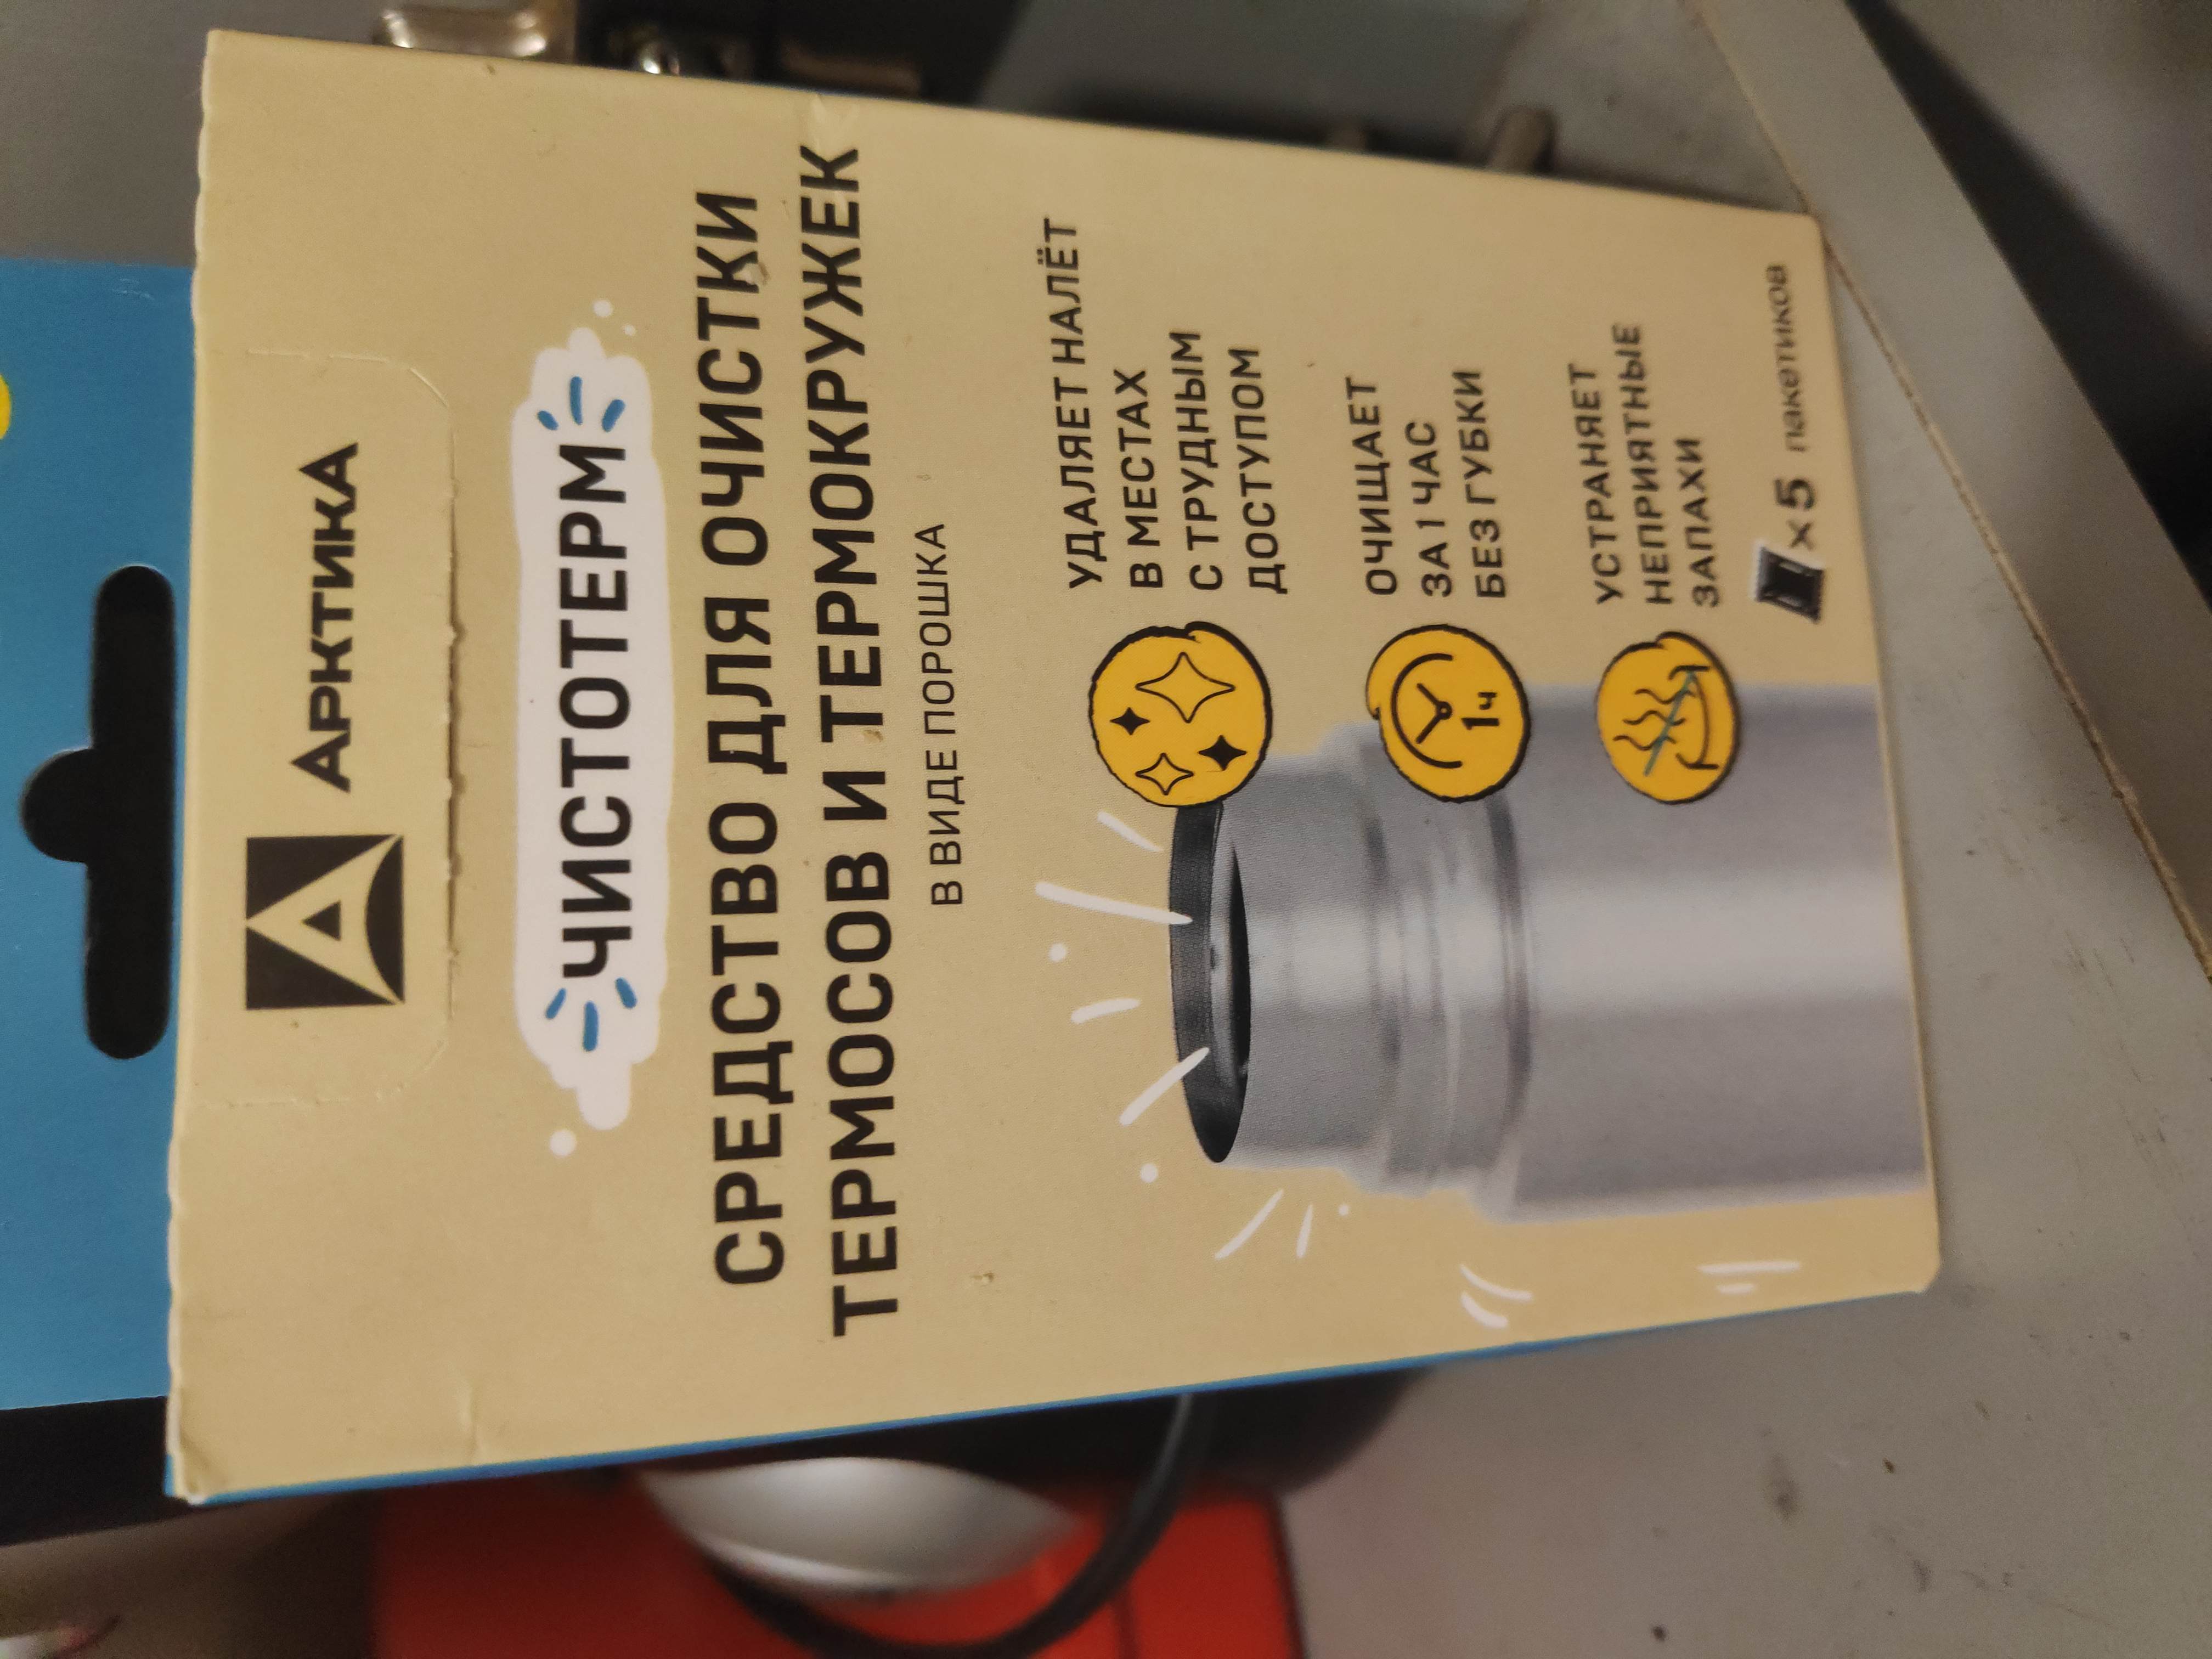 АРКТИКА
ЧИСТОТЕРМ
СРЕДСТВО ДЛЯ ОЧИСТКИ
ТЕРМОСОВ И ТЕРМОКРУЖЕК
В ВИДЕ ПОРОШКА
УДАЛЯЕТ НАЛЁТ
В МЕСТАХ
С ТРУДНЫМ
ДОСТУПОМ
1ч
ОЧИЩАЕТ
ЗА 1 ЧАС
БЕЗ ГУБКИ
УСТРАНЯЕТ
НЕПРИЯТНЫЕ
ЗАПАХИ
х5 пакетиков